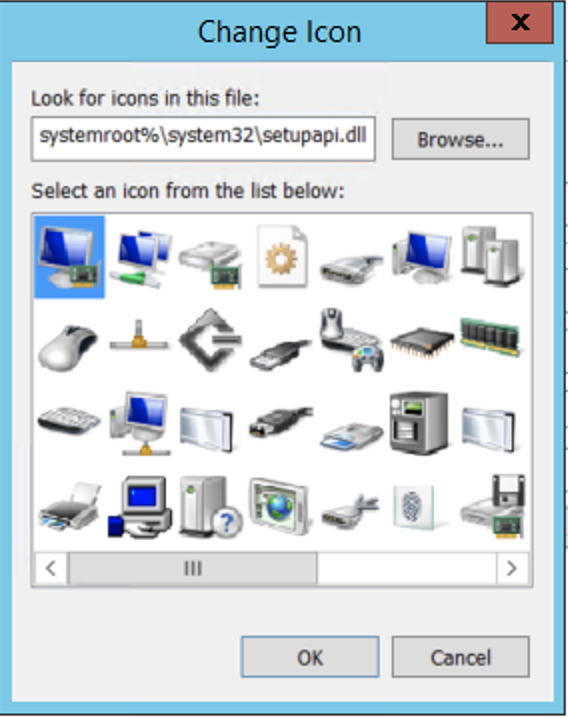 Change Icon
X
Look for icons in this file:
systemroot%\system32\setupapi.dll
Browse...
Select an icon from the list below:
?
OK
Cancel